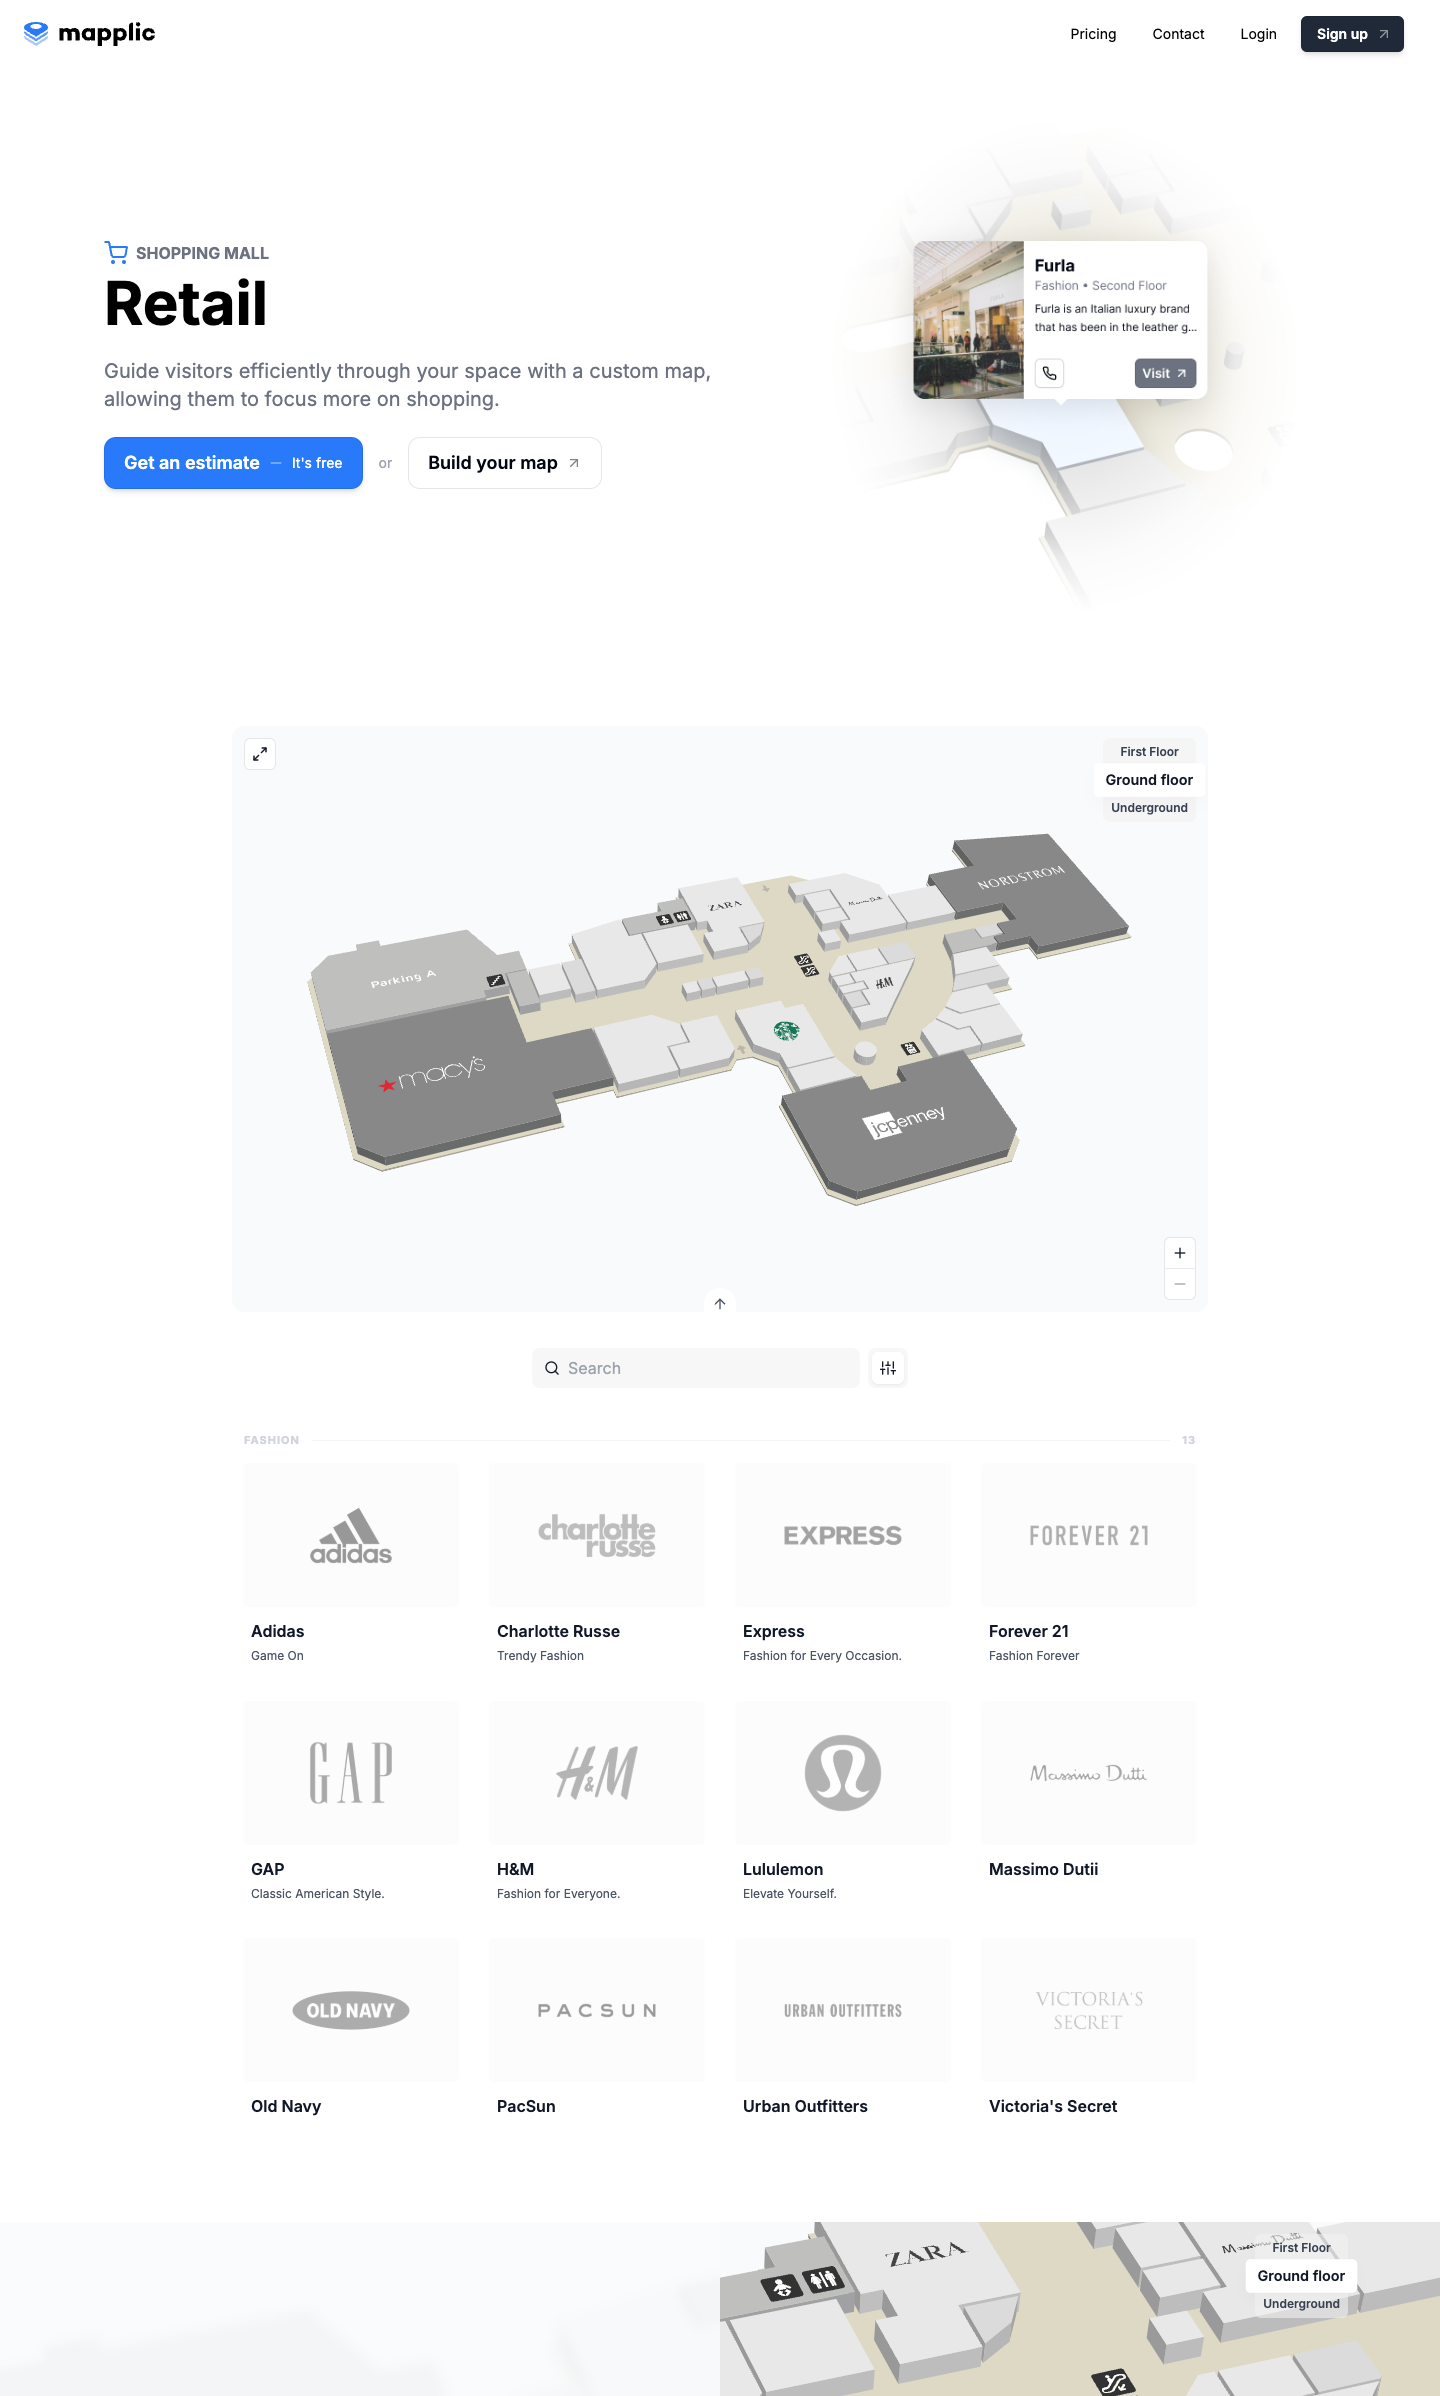 mapplic
Pricing
Contact
Login
Sign up
SHOPPING MALL
Retail
Guide visitors efficiently through your space with a custom map,
allowing them to focus more on shopping.
Get an estimate — It's free
or
Build your map
Furla
Fashion • Second Floor
Furla is an Italian luxury brand
that has been in the leather g...
Visit
First Floor
Ground floor
Underground
NORDSTROM
ZARA
Massimo Dutti
Parking A
H&M
macy's
jcpenney
Search
FASHION
13
adidas
charlotte
russe
EXPRESS
FOREVER 21
Adidas
Charlotte Russe
Express
Forever 21
Game On
Trendy Fashion
Fashion for Every Occasion.
Fashion Forever
GAP
H&M
Massimo Dutti
GAP
H&M
Lululemon
Massimo Dutii
Classic American Style.
Fashion for Everyone.
Elevate Yourself.
OLD NAVY
PACSUN
URBAN OUTFITTERS
VICTORIA'S
SECRET
Old Navy
PacSun
Urban Outfitters
Victoria's Secret
ZARA
First Floor
Ground floor
Underground